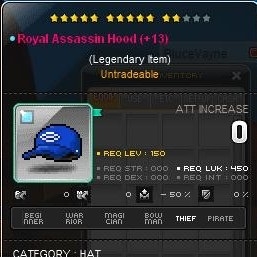 Royal Assassin Hood (+13)
(Legendary Item)
Untradeable
ATT INCREASE
0
REQ LEV : 150
REQ STR : 000 REQ LUK : 450
REQ DEX : 000 REQ INT : 000
0 0 - 50 % 0
BEGINNER WARRIOR MAGICIAN BOWMAN THIEF PIRATE
CATEGORY : HAT